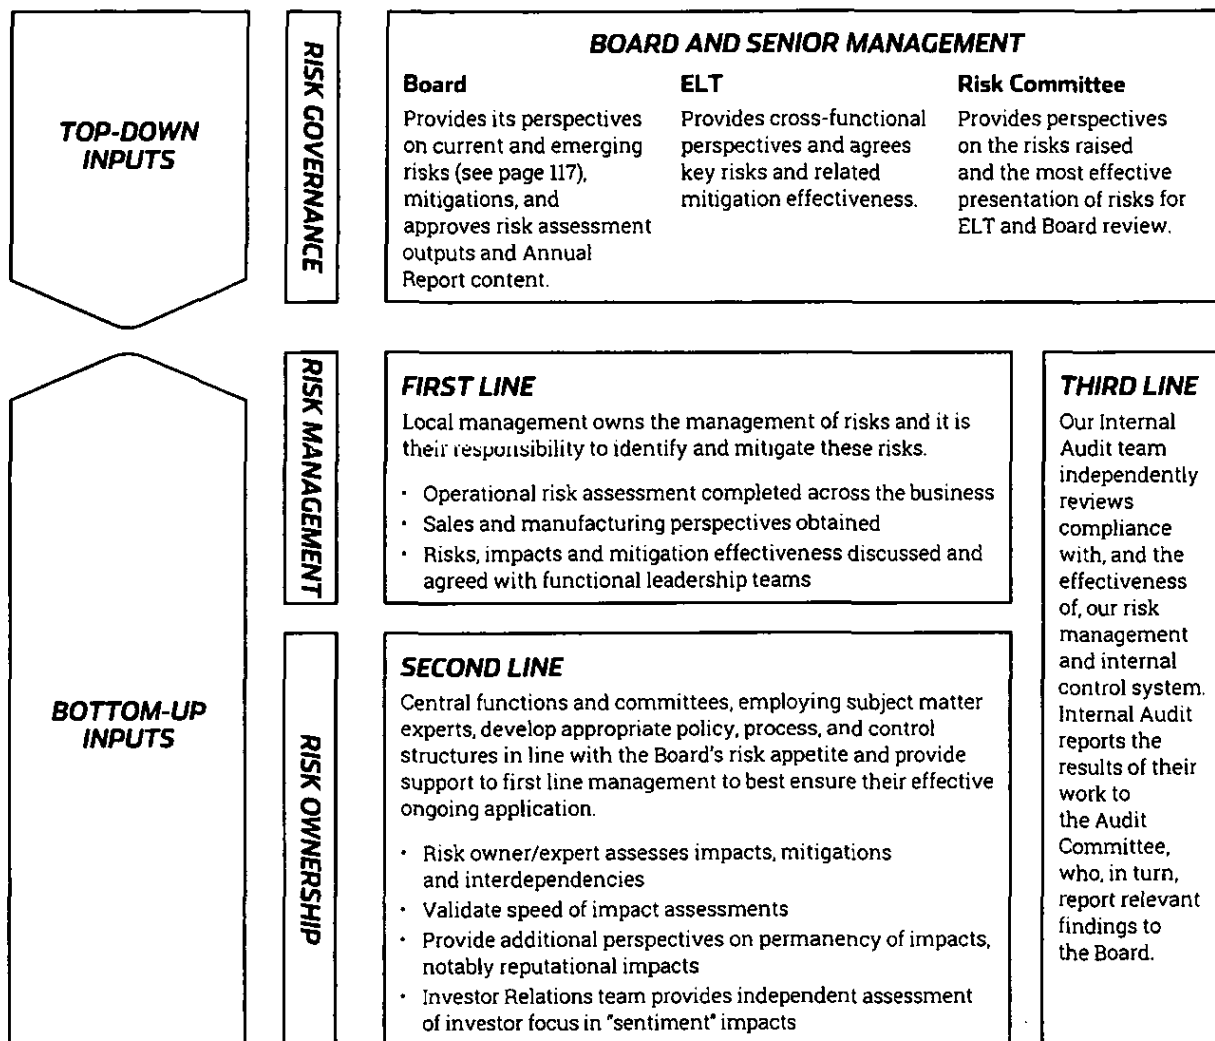 TOP-DOWN
INPUTS
RISK GOVERNANCE
BOARD AND SENIOR MANAGEMENT
Board
Provides its perspectives
on current and emerging
risks (see page 117),
mitigations, and
approves risk assessment
outputs and Annual
Report content.
ELT
Provides cross-functional
perspectives and agrees
key risks and related
mitigation effectiveness.
Risk Committee
Provides perspectives
on the risks raised
and the most effective
presentation of risks for
ELT and Board review.
BOTTOM-UP
INPUTS
RISK MANAGEMENT
FIRST LINE
Local management owns the management of risks and it is
their responsibility to identify and mitigate these risks.
· Operational risk assessment completed across the business
· Sales and manufacturing perspectives obtained
· Risks, impacts and mitigation effectiveness discussed and
agreed with functional leadership teams
RISK OWNERSHIP
SECOND LINE
Central functions and committees, employing subject matter
experts, develop appropriate policy, process, and control
structures in line with the Board's risk appetite and provide
support to first line management to best ensure their effective
ongoing application.
· Risk owner/expert assesses impacts, mitigations
and interdependencies
· Validate speed of impact assessments
· Provide additional perspectives on permanency of impacts,
notably reputational impacts
· Investor Relations team provides independent assessment
of investor focus in "sentiment" impacts
THIRD LINE
Our Internal
Audit team
independently
reviews
compliance
with, and the
effectiveness
of, our risk
management
and internal
control system.
Internal Audit
reports the
results of their
work to
the Audit
Committee,
who, in turn,
report relevant
findings to
the Board.